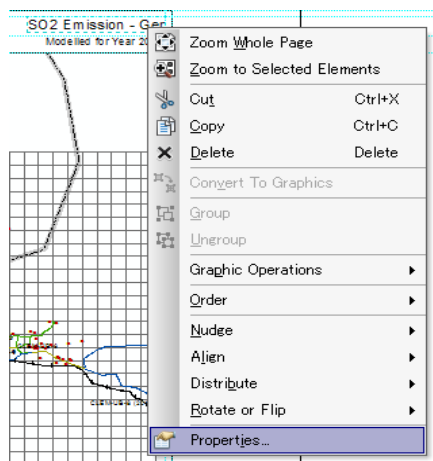 SO2 Emission - Ge
Modelled for Year 20
Zoom Whole Page
Zoom to Selected Elements
Cut Ctrl+X
Copy Ctrl+C
Delete Delete
Convert To Graphics
Group
Ungroup
Graphic Operations
Order
Nudge
Align
Distribute
Rotate or Flip
Properties...